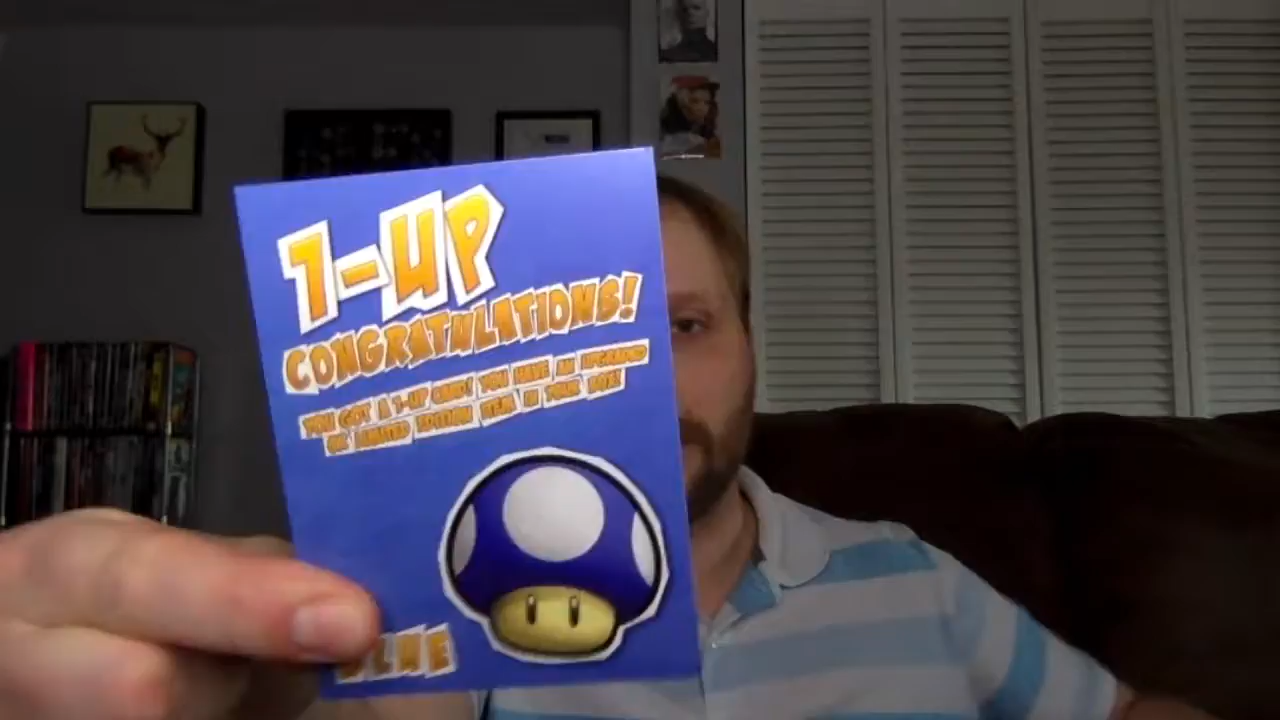 1-UP
CONGRATULATIONS!
YOU GOT A 1-UP CARD! YOU HAVE AN UPGRADED
OR LIMITED EDITION ITEM IN YOUR BOX!